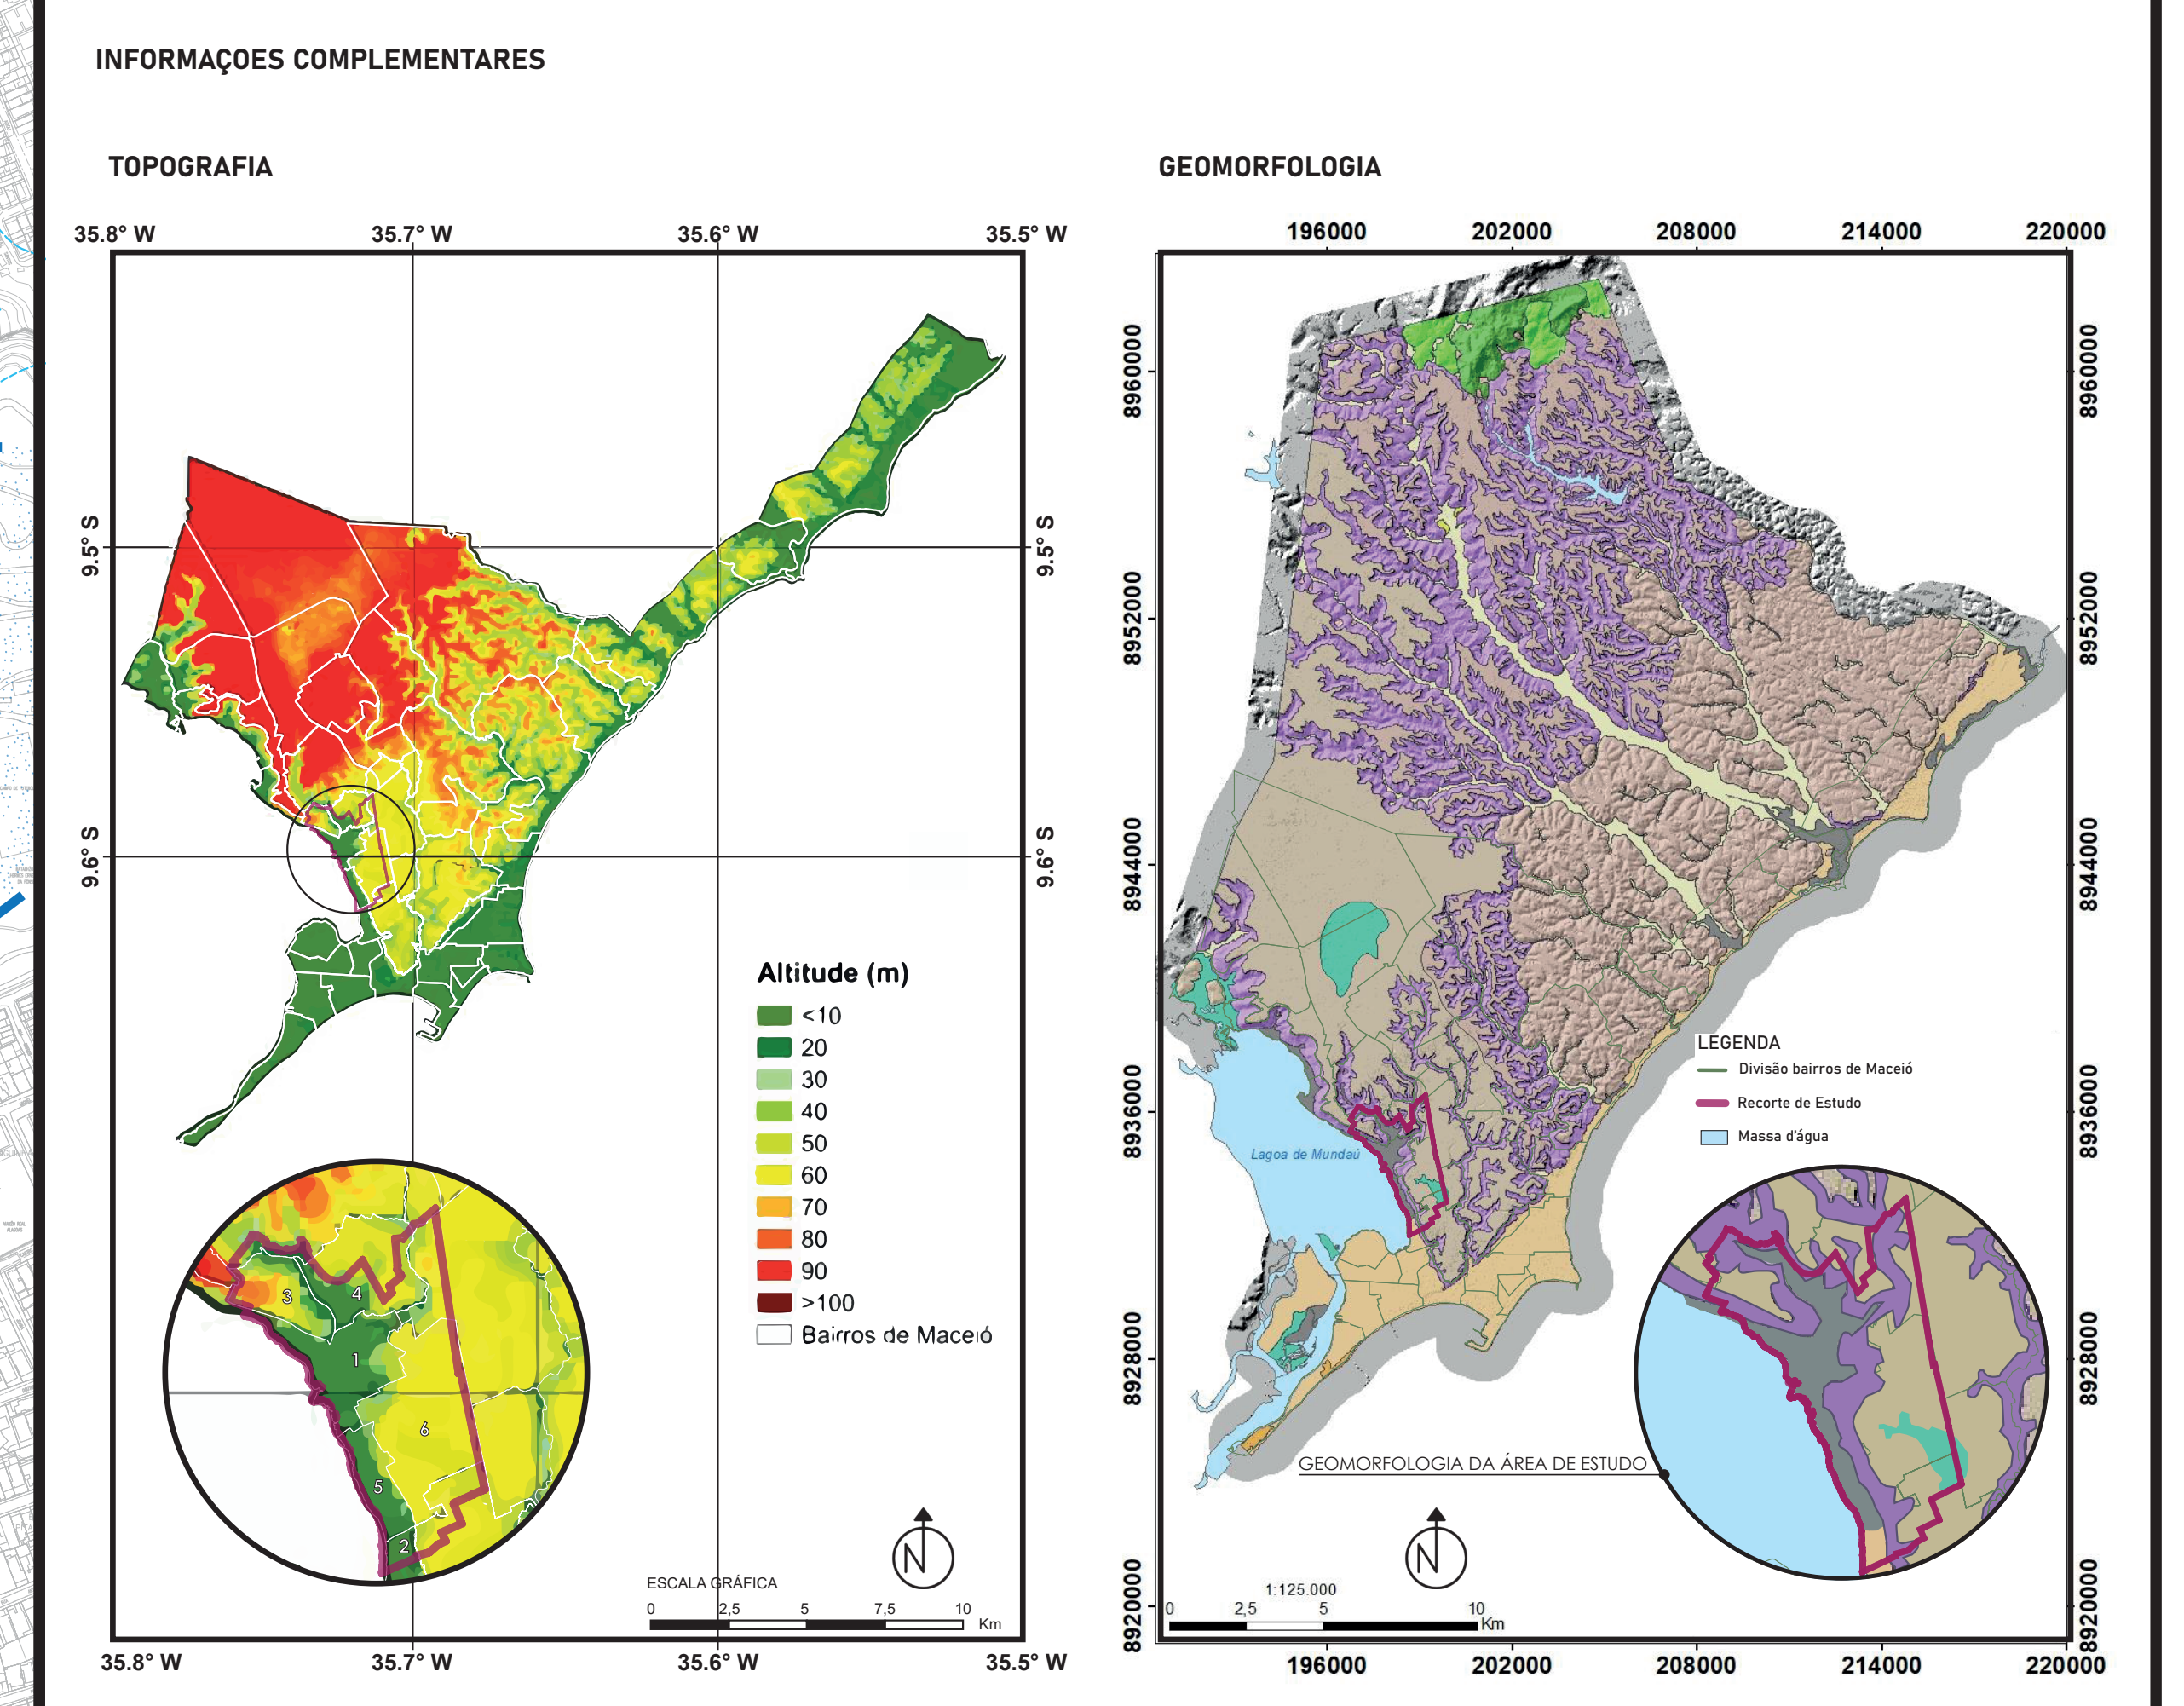 INFORMAÇOES COMPLEMENTARES
TOPOGRAFIA
35.8° W
35.7° W
35.6° W
35.5° W
9.5° S
9.5° S
9.6° S
9.6° S
Altitude (m)
<10
20
30
40
50
60
70
80
90
>100
Bairros de Maceió
3
4
1
6
5
2
N
ESCALA GRÁFICA
0 2,5 5 7,5 10 Km
35.8° W
35.7° W
35.6° W
35.5° W
GEOMORFOLOGIA
196000
202000
208000
214000
220000
8960000
8960000
8952000
8952000
8944000
8944000
8936000
8936000
8928000
8928000
8920000
8920000
Lagoa de Mundaú
LEGENDA
Divisão bairros de Maceió
Recorte de Estudo
Massa d'água
GEOMORFOLOGIA DA ÁREA DE ESTUDO
N
1:125.000
0 2,5 5 10 Km
196000
202000
208000
214000
220000